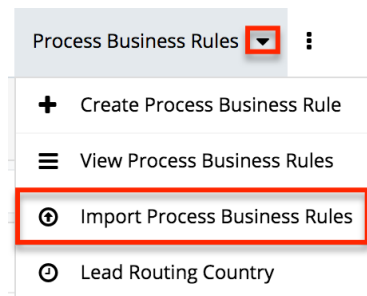 Process Business Rules
Create Process Business Rule
View Process Business Rules
Import Process Business Rules
Lead Routing Country